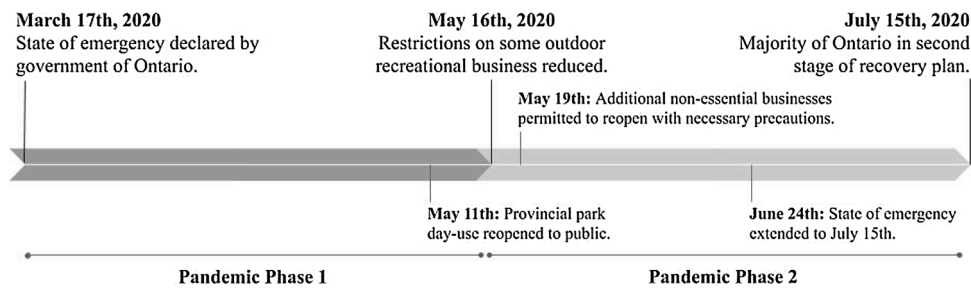 March 17th, 2020
State of emergency declared by
government of Ontario.
May 16th, 2020
Restrictions on some outdoor
recreational business reduced.
July 15th, 2020
Majority of Ontario in second
stage of recovery plan.
May 19th: Additional non-essential businesses
permitted to reopen with necessary precautions.
May 11th: Provincial park
day-use reopened to public.
June 24th: State of emergency
extended to July 15th.
Pandemic Phase 1
Pandemic Phase 2